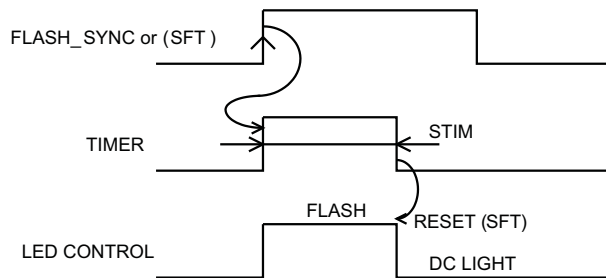 FLASH_SYNC or (SFT )
TIMER
STIM
FLASH
RESET (SFT)
LED CONTROL
DC LIGHT